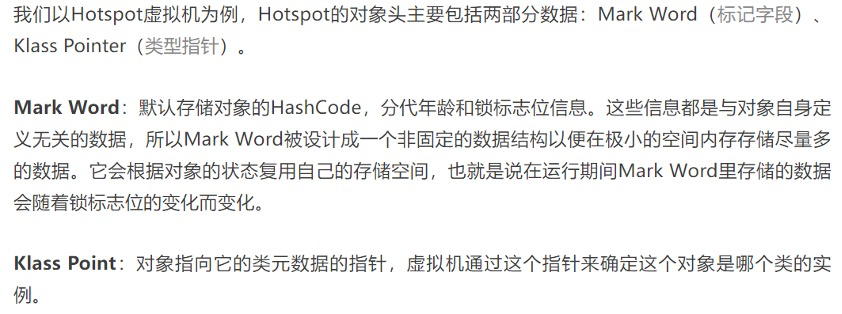 我们以Hotspot虚拟机为例，Hotspot的对象头主要包括两部分数据：Mark Word（标记字段）、
Klass Pointer（类型指针）。
Mark Word：默认存储对象的HashCode，分代年龄和锁标志位信息。这些信息都是与对象自身定
义无关的数据，所以Mark Word被设计成一个非固定的数据结构以便在极小的空间内存存储尽量多
的数据。它会根据对象的状态复用自己的存储空间，也就是说在运行期间Mark Word里存储的数据
会随着锁标志位的变化而变化。
Klass Point：对象指向它的类元数据的指针，虚拟机通过这个指针来确定这个对象是哪个类的实
例。